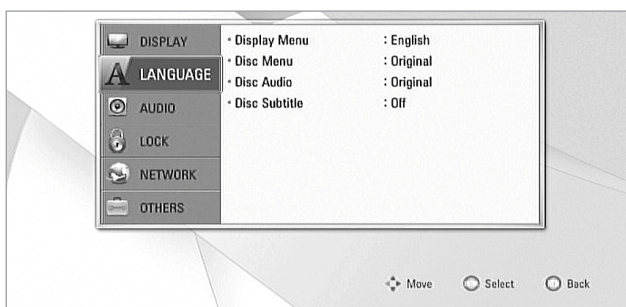 DISPLAY
LANGUAGE
AUDIO
LOCK
NETWORK
OTHERS
• Display Menu : English
• Disc Menu : Original
• Disc Audio : Original
• Disc Subtitle : Off
Move Select Back